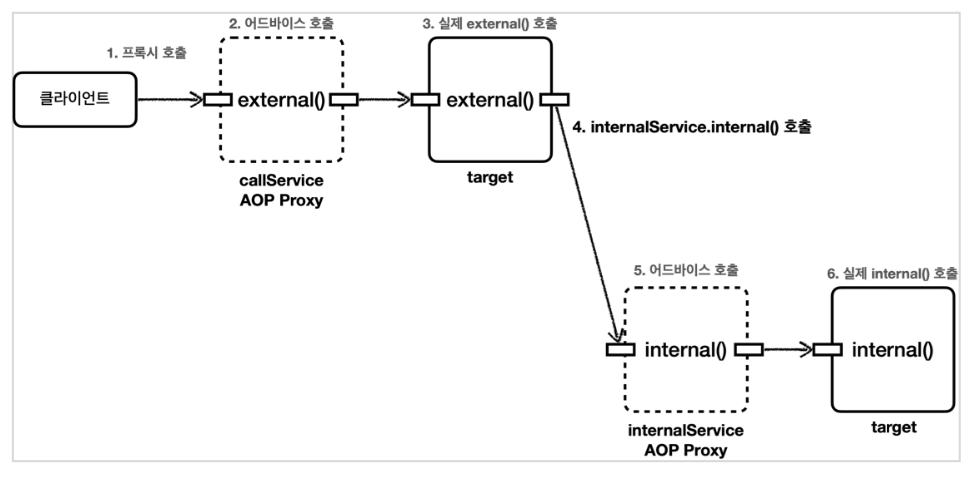 1. 프록시 호출
2. 어드바이스 호출
3. 실제 external() 호출
클라이언트
external()
external()
4. internalService.internal() 호출
callService
AOP Proxy
target
5. 어드바이스 호출
6. 실제 internal() 호출
internal()
internal()
internalService
AOP Proxy
target